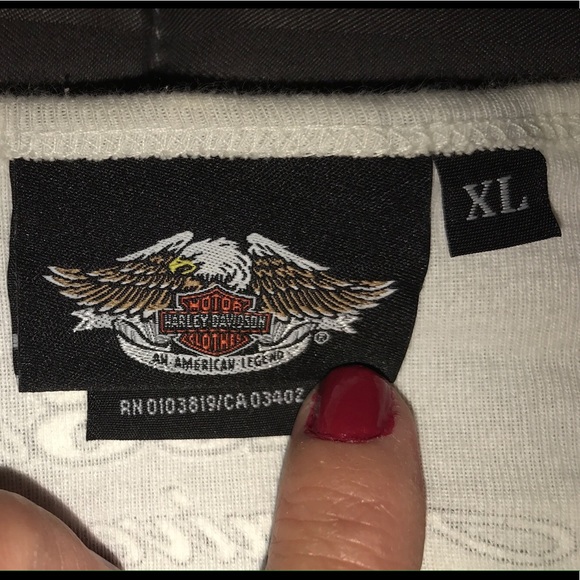 MOTOR
HARLEY-DAVIDSON
CLOTHES
®
AN AMERICAN LEGEND
XL
RN 0103819/CA 03402